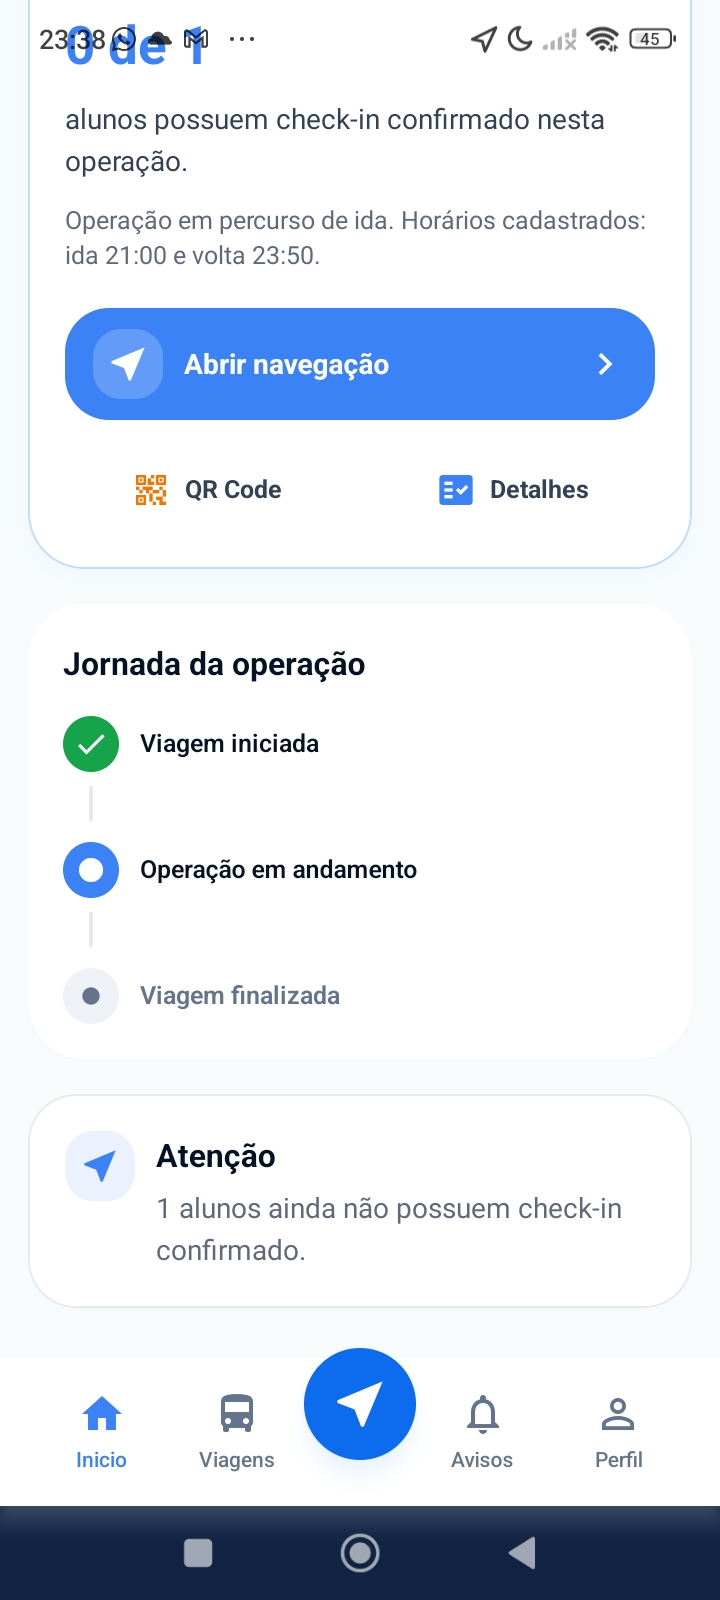 23:38
45
0 de 1
alunos possuem check-in confirmado nesta
operação.
Operação em percurso de ida. Horários cadastrados:
ida 21:00 e volta 23:50.
Abrir navegação
QR Code
Detalhes
Jornada da operação
Viagem iniciada
Operação em andamento
Viagem finalizada
Atenção
1 alunos ainda não possuem check-in
confirmado.
Inicio
Viagens
Avisos
Perfil